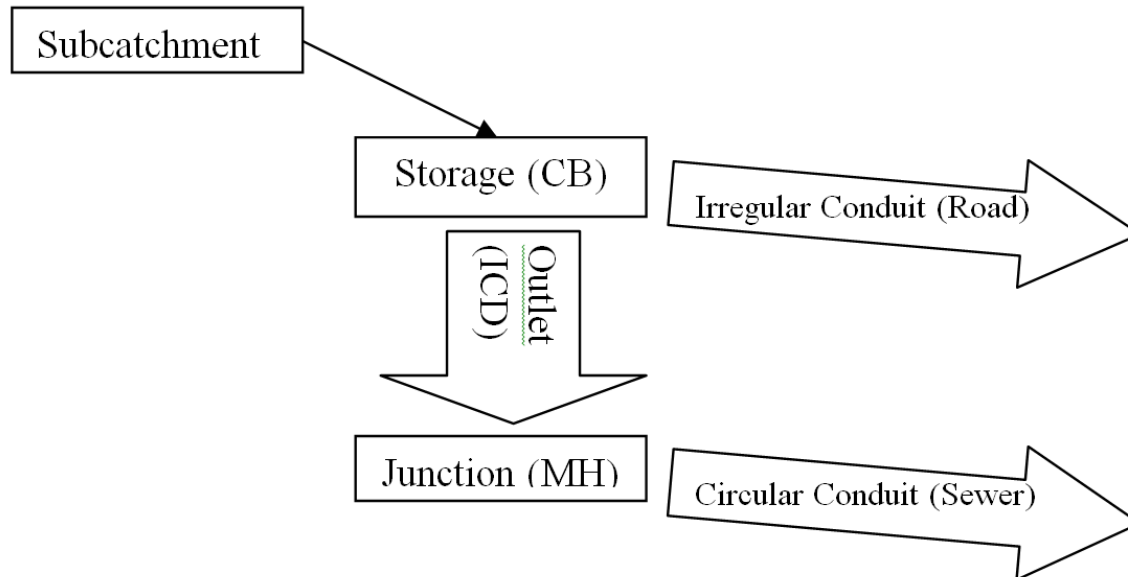 Subcatchment
Storage (CB)
Irregular Conduit (Road)
Outlet
(ICD)
Junction (MH)
Circular Conduit (Sewer)